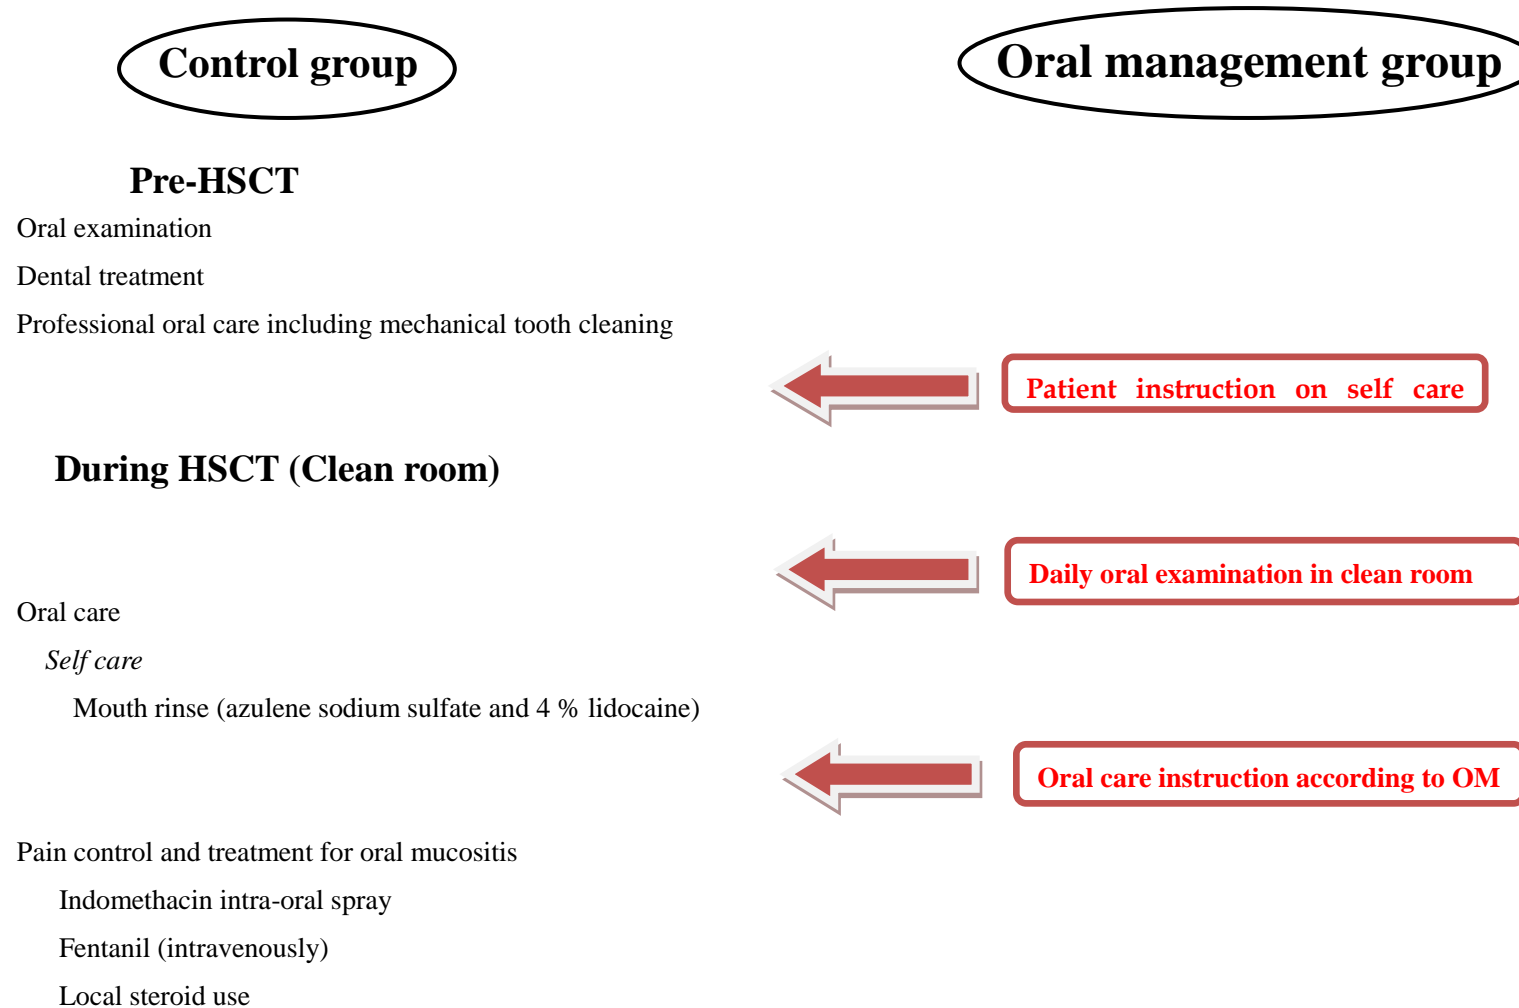 Control group
Oral management group
Pre-HSCT
Oral examination
Dental treatment
Professional oral care including mechanical tooth cleaning
Patient instruction on self care
During HSCT (Clean room)
Daily oral examination in clean room
Oral care
Self care
Mouth rinse (azulene sodium sulfate and 4 % lidocaine)
Oral care instruction according to OM
Pain control and treatment for oral mucositis
Indomethacin intra-oral spray
Fentanil (intravenously)
Local steroid use